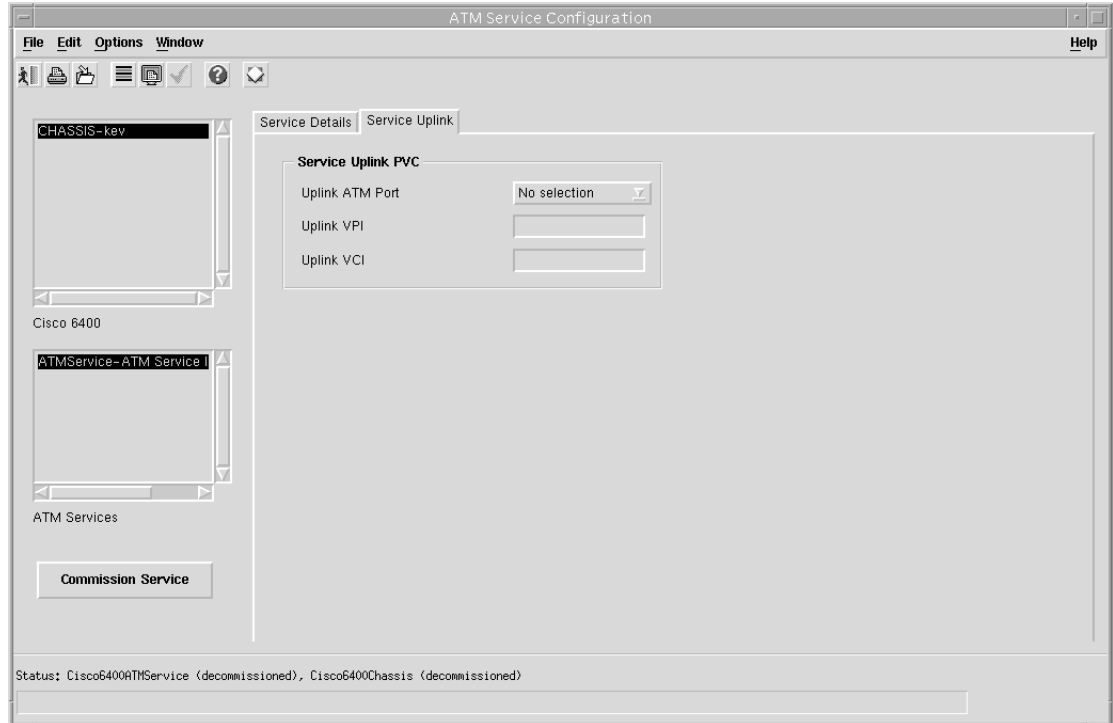 ATM Service Configuration
File Edit Options Window Help
CHASSIS-kev
Cisco 6400
ATMService-ATM Service I
ATM Services
Commission Service
Service Details Service Uplink
Service Uplink PVC
Uplink ATM Port No selection
Uplink VPI
Uplink VCI
Status: Cisco6400ATMService (decommissioned), Cisco6400Chassis (decommissioned)